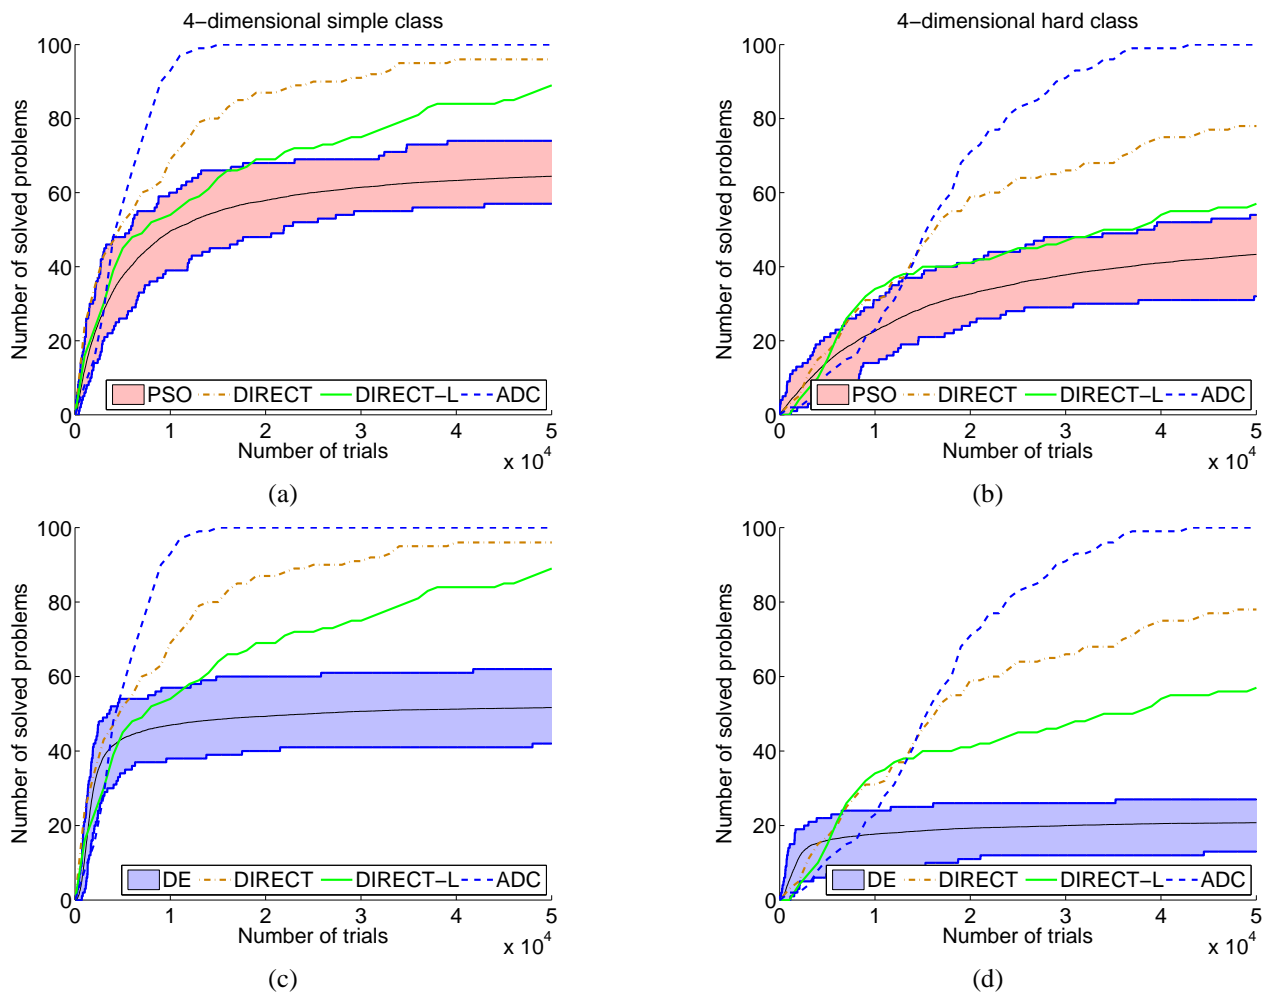 4−dimensional simple class
100
80
60
40
20
0
Number of solved problems
PSO DIRECT DIRECT−L ADC
0 1 2 3 4 5
Number of trials
x 10^4
(a)
4−dimensional hard class
100
80
60
40
20
0
Number of solved problems
PSO DIRECT DIRECT−L ADC
0 1 2 3 4 5
Number of trials
x 10^4
(b)
100
80
60
40
20
0
Number of solved problems
DE DIRECT DIRECT−L ADC
0 1 2 3 4 5
Number of trials
x 10^4
(c)
100
80
60
40
20
0
Number of solved problems
DE DIRECT DIRECT−L ADC
0 1 2 3 4 5
Number of trials
x 10^4
(d)